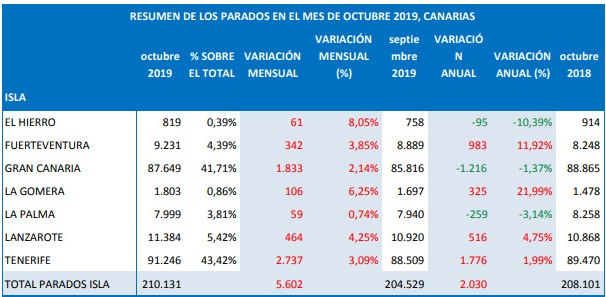 RESUMEN DE LOS PARADOS EN EL MES DE OCTUBRE 2019, CANARIAS
ISLA octubre 2019 % SOBRE EL TOTAL VARIACIÓN MENSUAL VARIACIÓN MENSUAL (%) septie mbre 2019 VARIACIÓ N ANUAL VARIACIÓN ANUAL (%) octubre 2018
EL HIERRO 819 0,39% 61 8,05% 758 -95 -10,39% 914
FUERTEVENTURA 9.231 4,39% 342 3,85% 8.889 983 11,92% 8.248
GRAN CANARIA 87.649 41,71% 1.833 2,14% 85.816 -1.216 -1,37% 88.865
LA GOMERA 1.803 0,86% 106 6,25% 1.697 325 21,99% 1.478
LA PALMA 7.999 3,81% 59 0,74% 7.940 -259 -3,14% 8.258
LANZAROTE 11.384 5,42% 464 4,25% 10.920 516 4,75% 10.868
TENERIFE 91.246 43,42% 2.737 3,09% 88.509 1.776 1,99% 89.470
TOTAL PARADOS ISLA 210.131 5.602 204.529 2.030 208.101